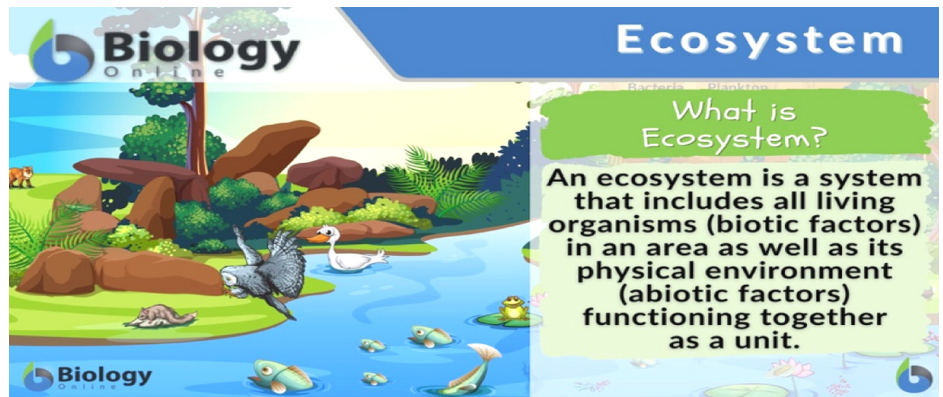 Biology
Online
Ecosystem
Bacteria Plankton
What is
Ecosystem?
An ecosystem is a system
that includes all living
organisms (biotic factors)
in an area as well as its
physical environment
(abiotic factors)
functioning together
as a unit.
Biology
Online